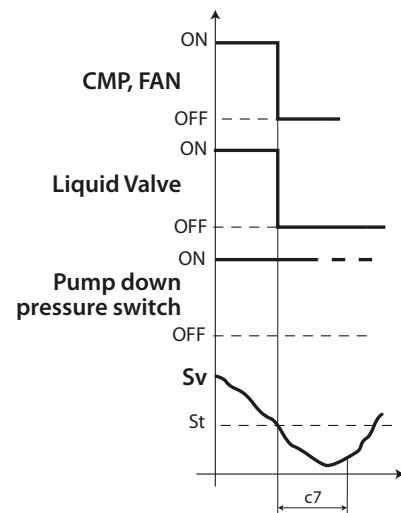 ON
CMP, FAN
OFF
ON
Liquid Valve
OFF
ON
Pump down
pressure switch
OFF
Sv
St
c7